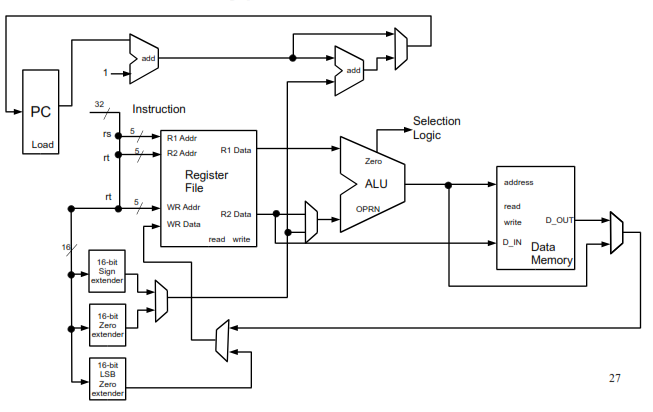 add
1
add
PC
Load
32
Instruction
rs
5
rt
5
rt
5
R1 Addr
R2 Addr
Register
File
WR Addr
WR Data
read write
R1 Data
R2 Data
Zero
ALU
OPRN
Selection
Logic
address
read
write
D_OUT
D_IN
Data
Memory
16
16-bit
Sign
extender
16-bit
Zero
extender
16-bit
LSB
Zero
extender
27